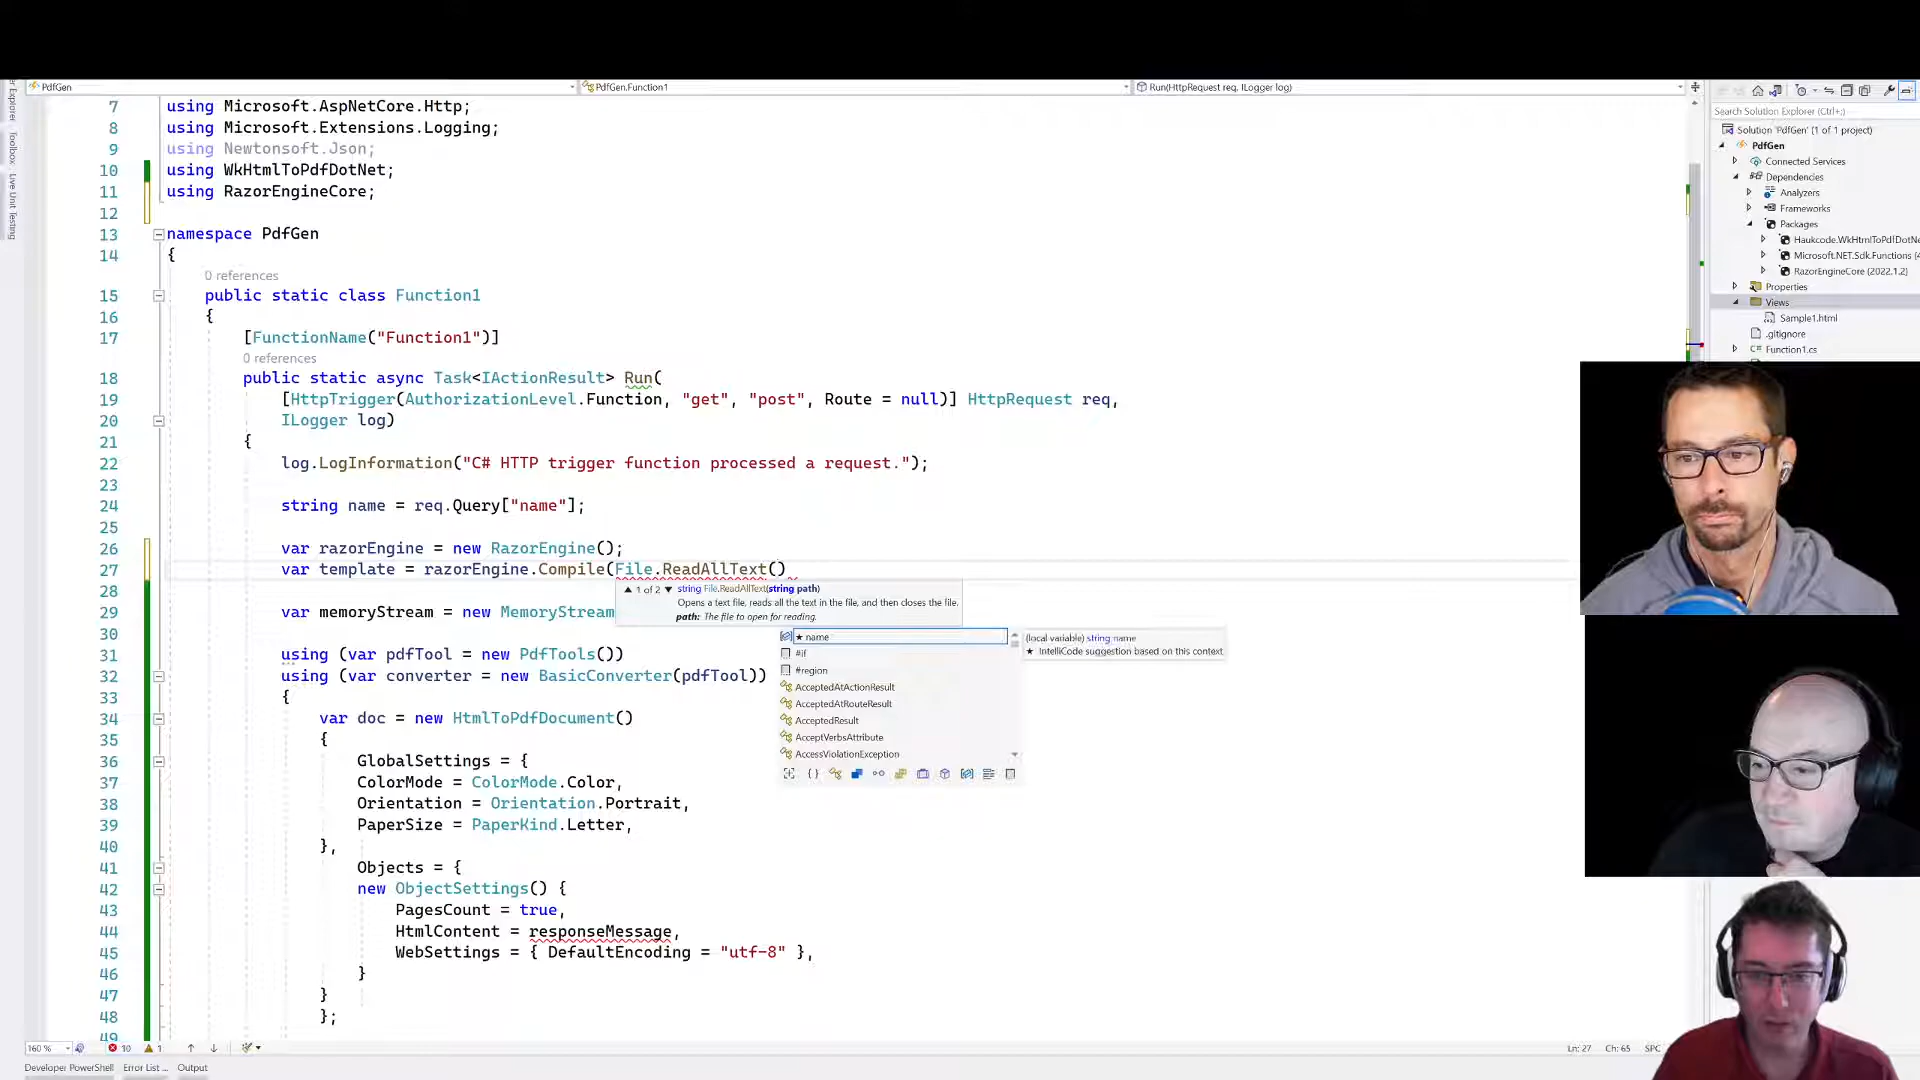 PdfGen
PdfGen.Function1
Run(HttpRequest req, ILogger log)
Toolbox
Live Unit Testing
7 using Microsoft.AspNetCore.Http;
8 using Microsoft.Extensions.Logging;
9 using Newtonsoft.Json;
10 using WkHtmlToPdfDotNet;
11 using RazorEngineCore;
12
13 namespace PdfGen
14 {
0 references
15 public static class Function1
16 {
17 [FunctionName("Function1")]
0 references
18 public static async Task<IActionResult> Run(
19 [HttpTrigger(AuthorizationLevel.Function, "get", "post", Route = null)] HttpRequest req,
20 ILogger log)
21 {
22 log.LogInformation("C# HTTP trigger function processed a request.");
23
24 string name = req.Query["name"];
25
26 var razorEngine = new RazorEngine();
27 var template = razorEngine.Compile(File.ReadAllText()
28
29 var memoryStream = new MemoryStream
30
31 using (var pdfTool = new PdfTools())
32 using (var converter = new BasicConverter(pdfTool))
33 {
34 var doc = new HtmlToPdfDocument()
35 {
36 GlobalSettings = {
37 ColorMode = ColorMode.Color,
38 Orientation = Orientation.Portrait,
39 PaperSize = PaperKind.Letter,
40 },
41 Objects = {
42 new ObjectSettings() {
43 PagesCount = true,
44 HtmlContent = responseMessage,
45 WebSettings = { DefaultEncoding = "utf-8" },
46 }
47 }
48 };
49
▲ 1 of 2 ▼ string File.ReadAllText(string path)
Opens a text file, reads all the text in the file, and then closes the file.
path: The file to open for reading.
★ name
#if
#region
AcceptedAtActionResult
AcceptedAtRouteResult
AcceptedResult
AcceptVerbsAttribute
AccessViolationException
(local variable) string name
★ IntelliCode suggestion based on this context
Search Solution Explorer (Ctrl+;)
Solution 'PdfGen' (1 of 1 project)
PdfGen
Connected Services
Dependencies
Analyzers
Frameworks
Packages
Haukcode.WkHtmlToPdfDotNe
Microsoft.NET.Sdk.Functions (4
RazorEngineCore (2022.1.2)
Properties
Views
Sample1.html
.gitignore
Function1.cs
160 %
10
1
Ln: 27 Ch: 65 SPC
Developer PowerShell Error List ... Output